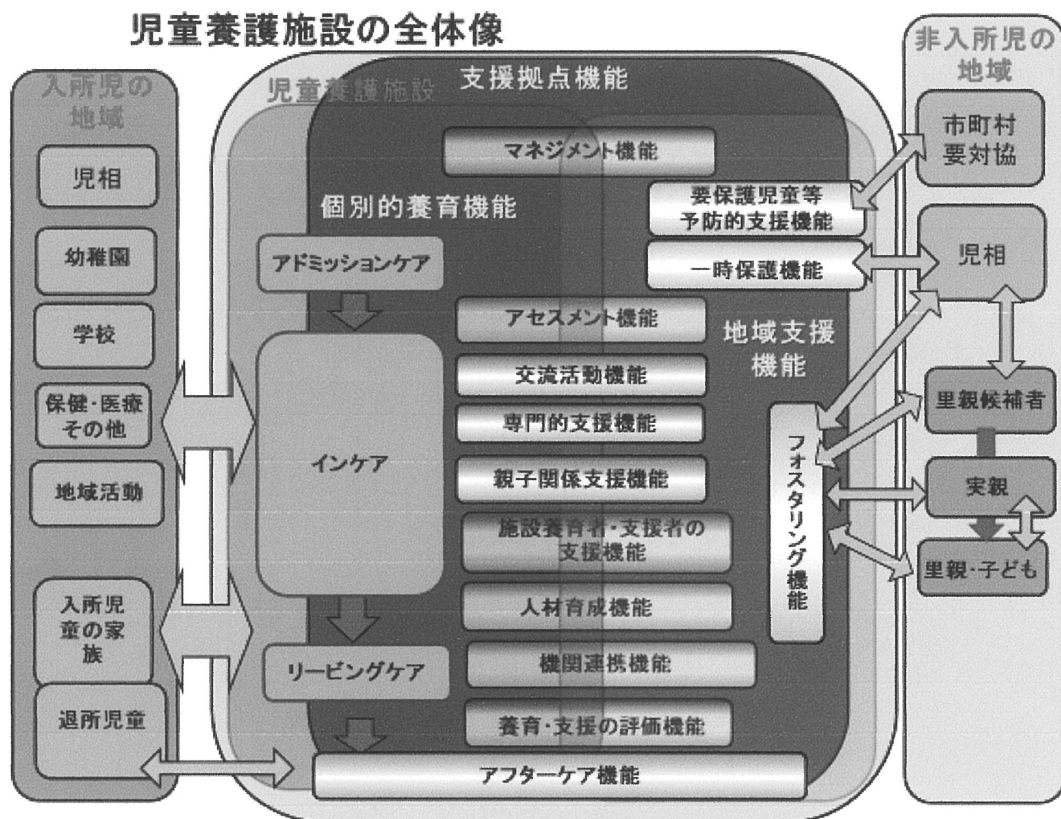 児童養護施設の全体像
入所児の
地域
児相
幼稚園
学校
保健・医療
その他
地域活動
入所児
童の家
族
退所児童
児童養護施設
支援拠点機能
マネジメント機能
個別的養育機能
アドミッションケア
インケア
リービングケア
要保護児童等
予防的支援機能
一時保護機能
アセスメント機能
交流活動機能
専門的支援機能
親子関係支援機能
施設養育者・支援者の
支援機能
人材育成機能
機関連携機能
養育・支援の評価機能
アフターケア機能
地域支援
機能
フォスタリング機能
非入所児の
地域
市町村
要対協
児相
里親候補者
実親
里親・子ども